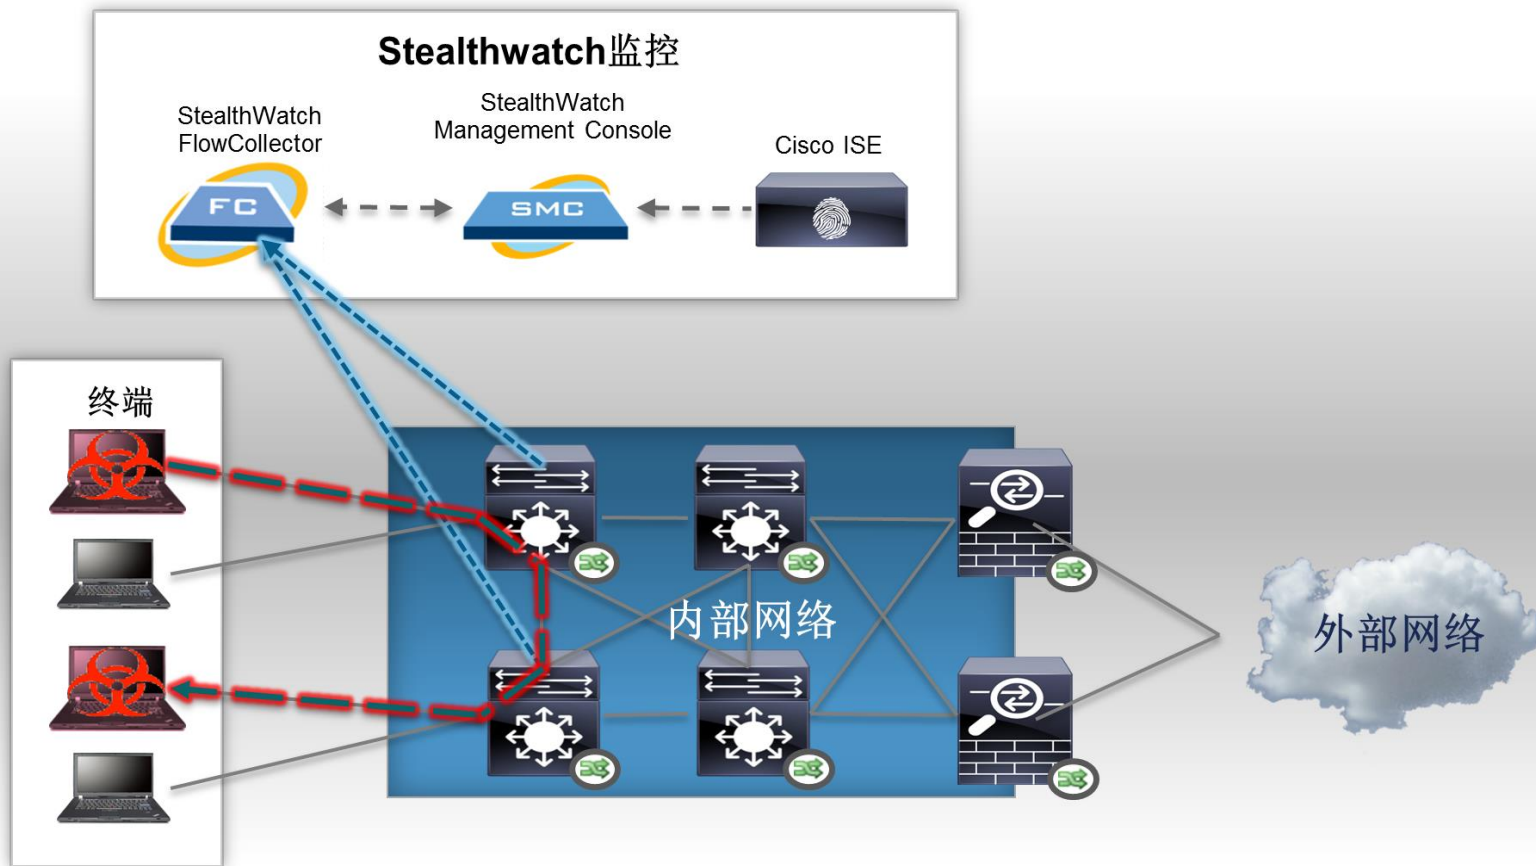 Stealthwatch监控
StealthWatch
FlowCollector
StealthWatch
Management Console
Cisco ISE
FC
SMC
终端
内部网络
外部网络